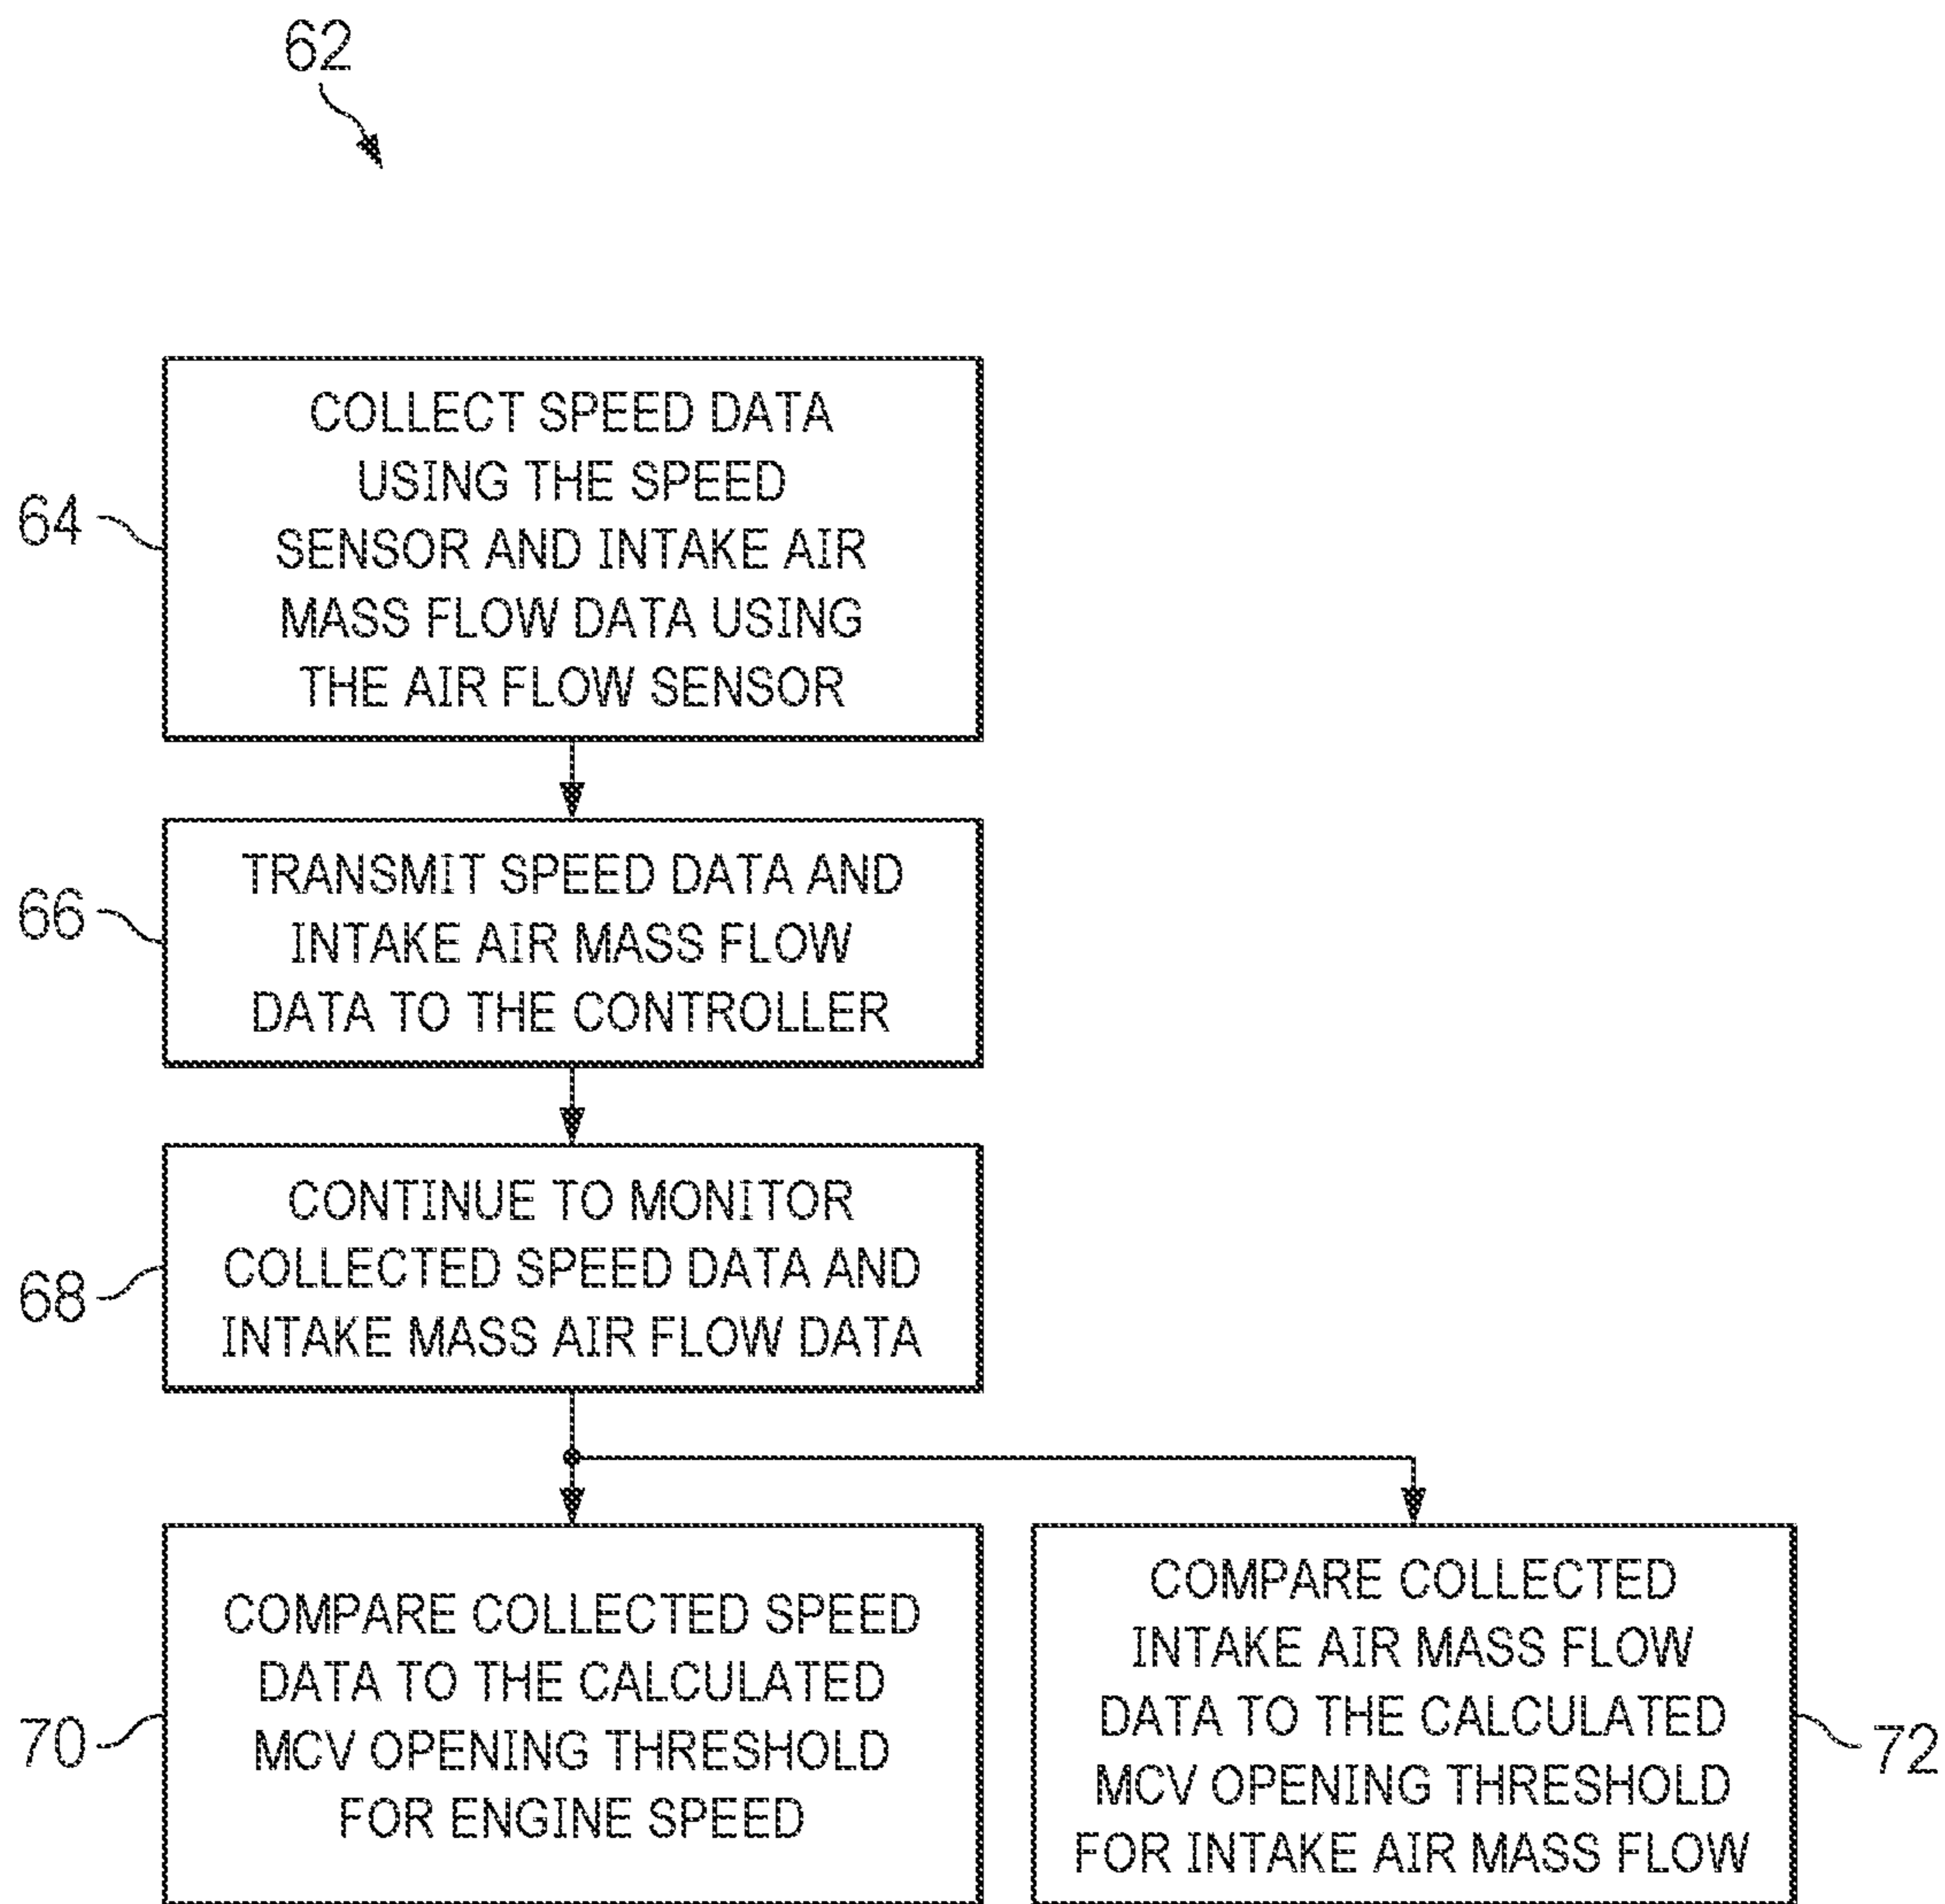 62
64
COLLECT SPEED DATA
USING THE SPEED
SENSOR AND INTAKE AIR
MASS FLOW DATA USING
THE AIR FLOW SENSOR
66
TRANSMIT SPEED DATA AND
INTAKE AIR MASS FLOW
DATA TO THE CONTROLLER
68
CONTINUE TO MONITOR
COLLECTED SPEED DATA AND
INTAKE MASS AIR FLOW DATA
70
COMPARE COLLECTED SPEED
DATA TO THE CALCULATED
MCV OPENING THRESHOLD
FOR ENGINE SPEED
COMPARE COLLECTED
INTAKE AIR MASS FLOW
DATA TO THE CALCULATED
MCV OPENING THRESHOLD
FOR INTAKE AIR MASS FLOW
72